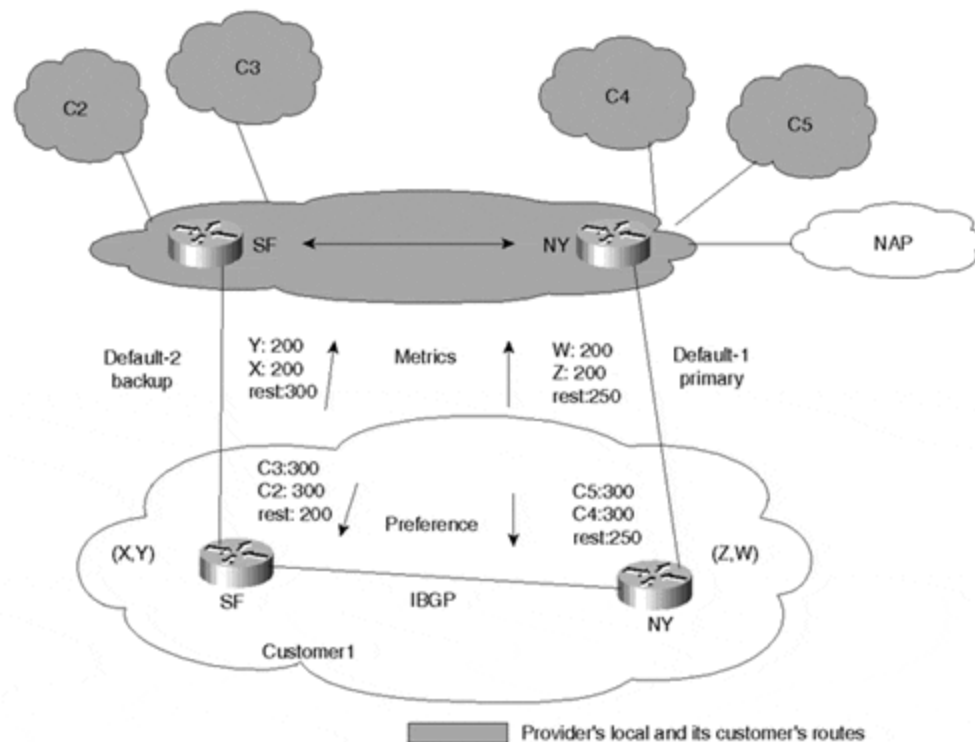 C2
C3
C4
C5
SF
NY
NAP
Default-2
backup
Y: 200
X: 200
rest:300
Metrics
W: 200
Z: 200
rest:250
Default-1
primary
C3:300
C2: 300
rest: 200
Preference
C5:300
C4:300
rest:250
(X,Y)
(Z,W)
SF
IBGP
NY
Customer1
Provider's local and its customer's routes